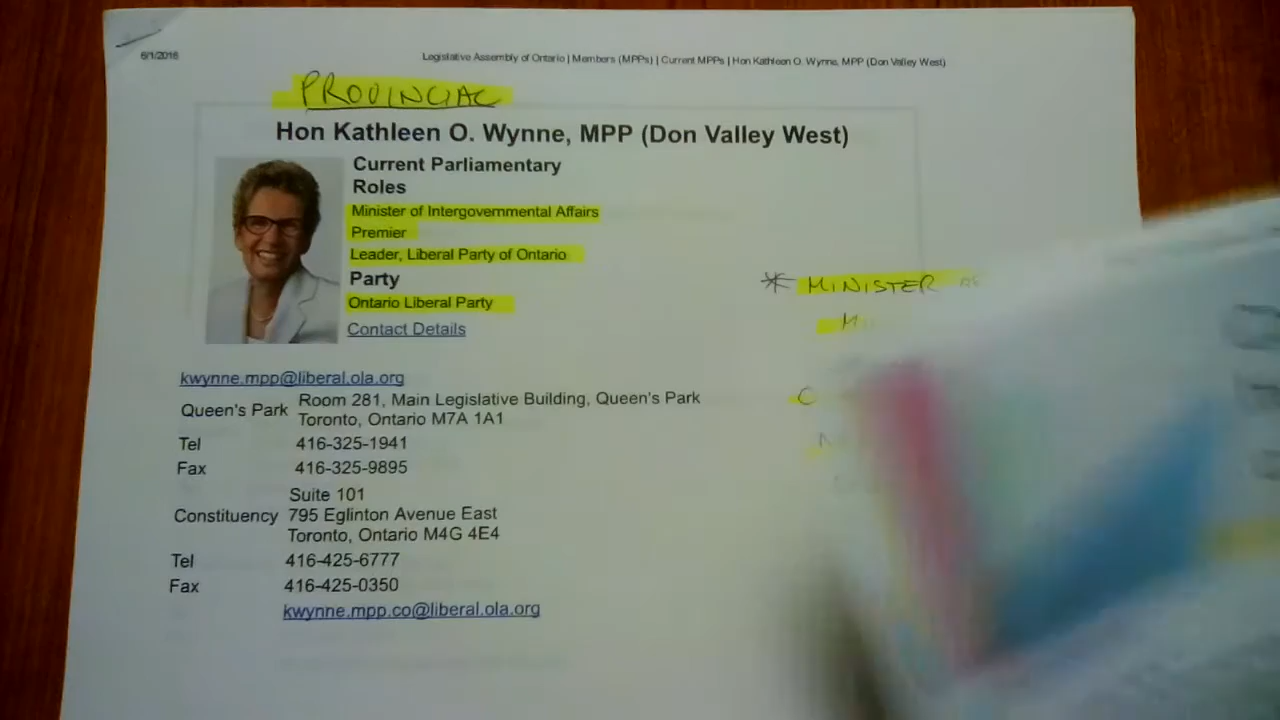 6/1/2016
Legislative Assembly of Ontario | Members (MPPs) | Current MPPs | Hon Kathleen O. Wynne, MPP (Don Valley West)
PROVINCIAL
Hon Kathleen O. Wynne, MPP (Don Valley West)
Current Parliamentary
Roles
Minister of Intergovernmental Affairs
Premier
Leader, Liberal Party of Ontario
Party
Ontario Liberal Party
Contact Details
* MINISTER
kwynne.mpp@liberal.ola.org
Queen's Park Room 281, Main Legislative Building, Queen's Park
Toronto, Ontario M7A 1A1
Tel 416-325-1941
Fax 416-325-9895
Suite 101
Constituency 795 Eglinton Avenue East
Toronto, Ontario M4G 4E4
Tel 416-425-6777
Fax 416-425-0350
kwynne.mpp.co@liberal.ola.org